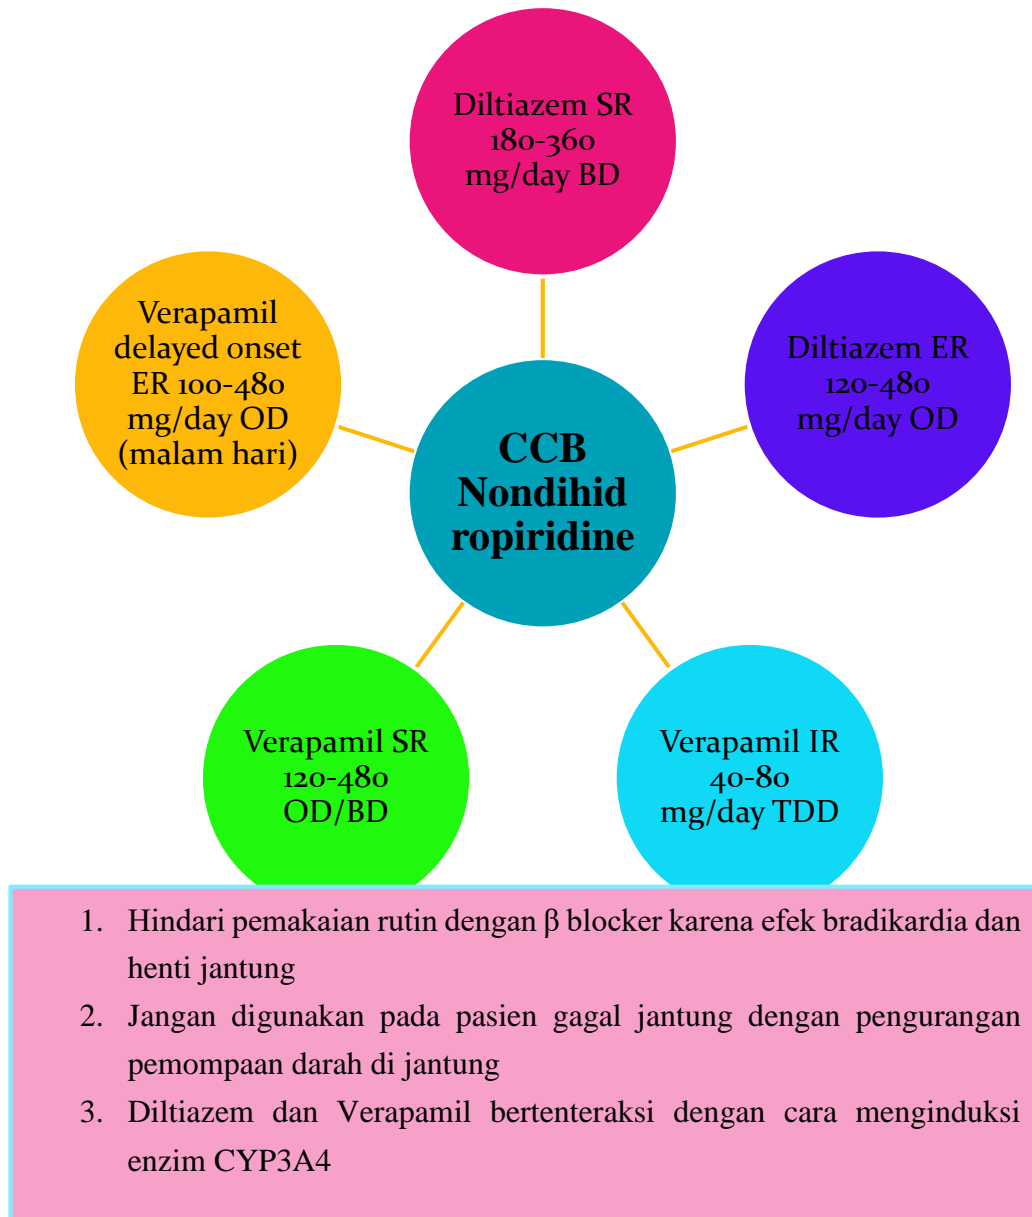 Diltiazem SR
180-360
mg/day BD
Diltiazem ER
120-480
mg/day OD
Verapamil
delayed onset
ER 100-480
mg/day OD
(malam hari)
CCB
Nondihid
ropiridine
Verapamil SR
120-480
OD/BD
Verapamil IR
40-80
mg/day TDD
1. Hindari pemakaian rutin dengan β blocker karena efek bradikardia dan
henti jantung
2. Jangan digunakan pada pasien gagal jantung dengan pengurangan
pemompaan darah di jantung
3. Diltiazem dan Verapamil bertenteraksi dengan cara menginduksi
enzim CYP3A4